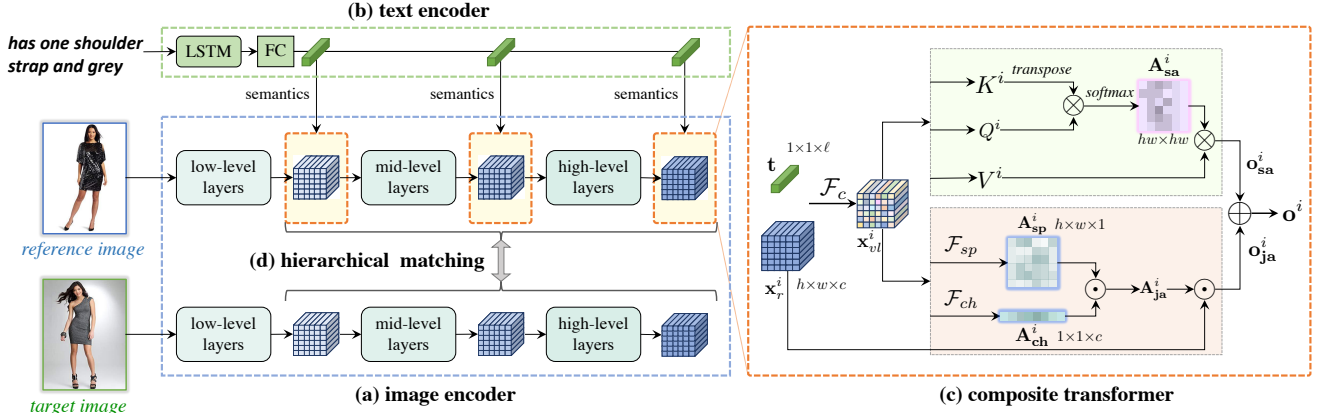 (b) text encoder
has one shoulder
strap and grey
LSTM
FC
semantics
semantics
semantics
reference image
low-level
layers
mid-level
layers
high-level
layers
(d) hierarchical matching
target image
low-level
layers
mid-level
layers
high-level
layers
(a) image encoder
t
1×1×ℓ
𝓕c
x^i_r
h×w×c
x^i_vl
K^i
transpose
Q^i
softmax
A^i_sa
hw×hw
V^i
o^i_sa
𝓕sp
A^i_sp h×w×1
𝓕ch
A^i_ch 1×1×c
A^i_ja
o^i_ja
o^i
(c) composite transformer